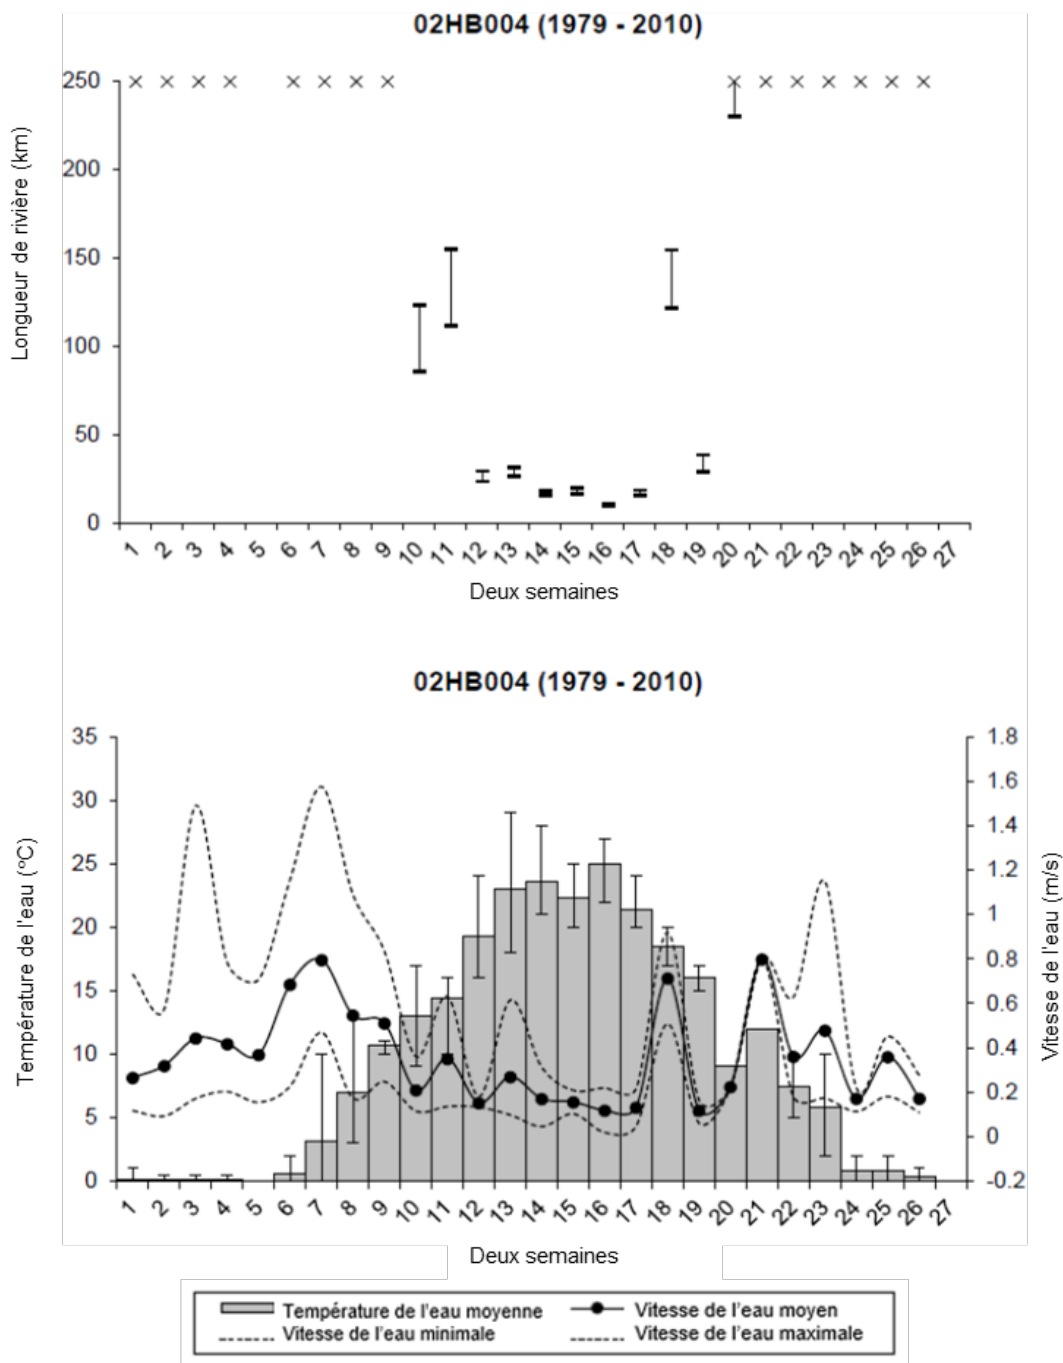 02HB004 (1979 - 2010)
Longueur de rivière (km)
250
200
150
100
50
0
1 2 3 4 5 6 7 8 9 10 11 12 13 14 15 16 17 18 19 20 21 22 23 24 25 26 27
Deux semaines
02HB004 (1979 - 2010)
Température de l'eau (ºC)
35
30
25
20
15
10
5
0
Vitesse de l'eau (m/s)
1.8
1.6
1.4
1.2
1
0.8
0.6
0.4
0.2
0
-0.2
1 2 3 4 5 6 7 8 9 10 11 12 13 14 15 16 17 18 19 20 21 22 23 24 25 26 27
Deux semaines
Température de l'eau moyenne
Vitesse de l'eau moyen
Vitesse de l'eau minimale
Vitesse de l'eau maximale